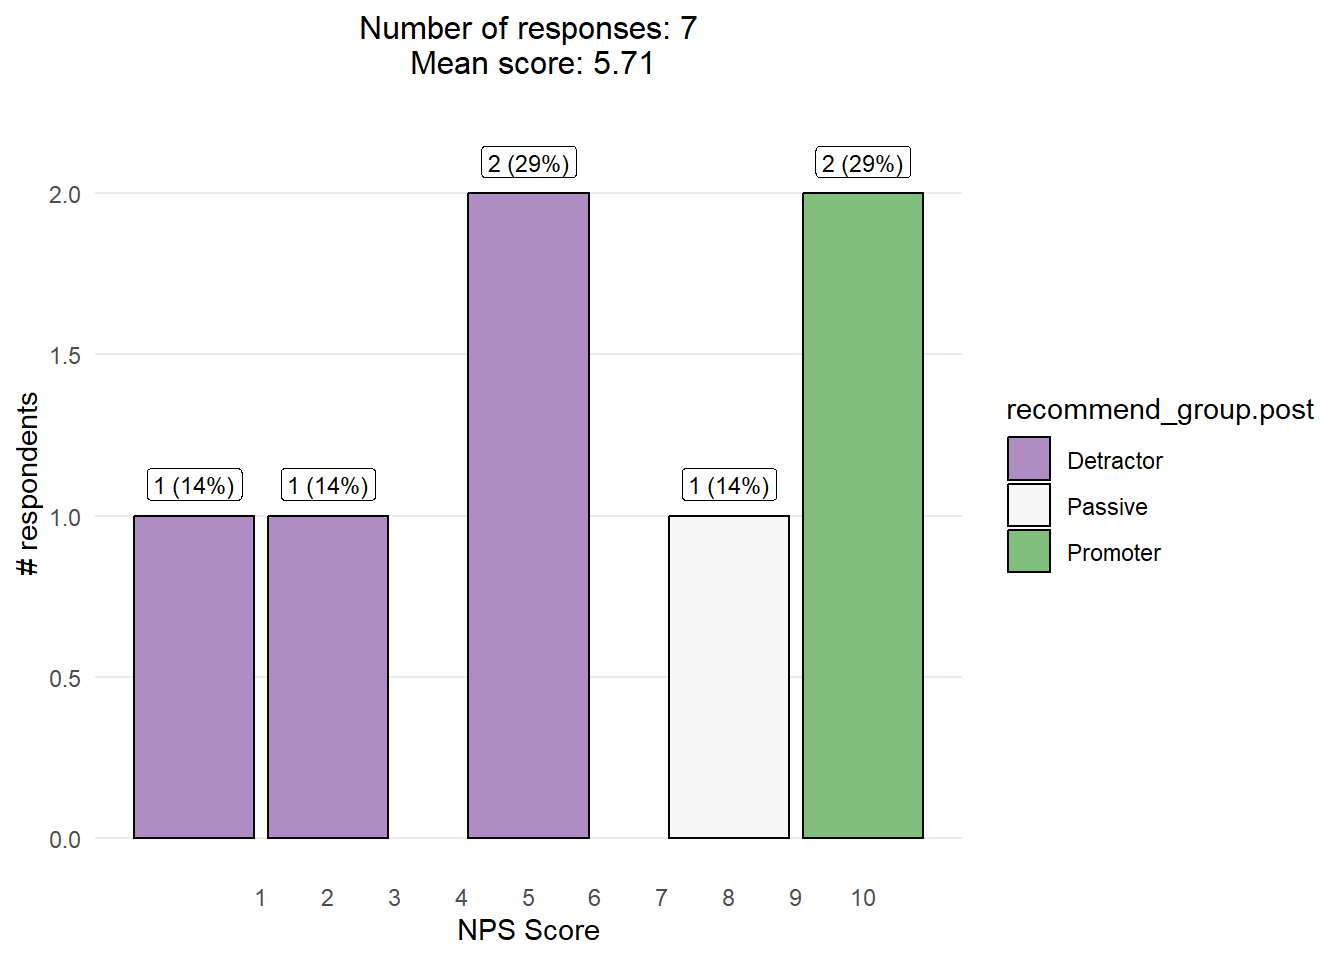 Number of responses: 7
Mean score: 5.71
2 (29%)
2 (29%)
2.0
1.5
1 (14%)
1 (14%)
1 (14%)
1.0
0.5
0.0
# respondents
1 2 3 4 5 6 7 8 9 10
NPS Score
recommend_group.post
Detractor
Passive
Promoter